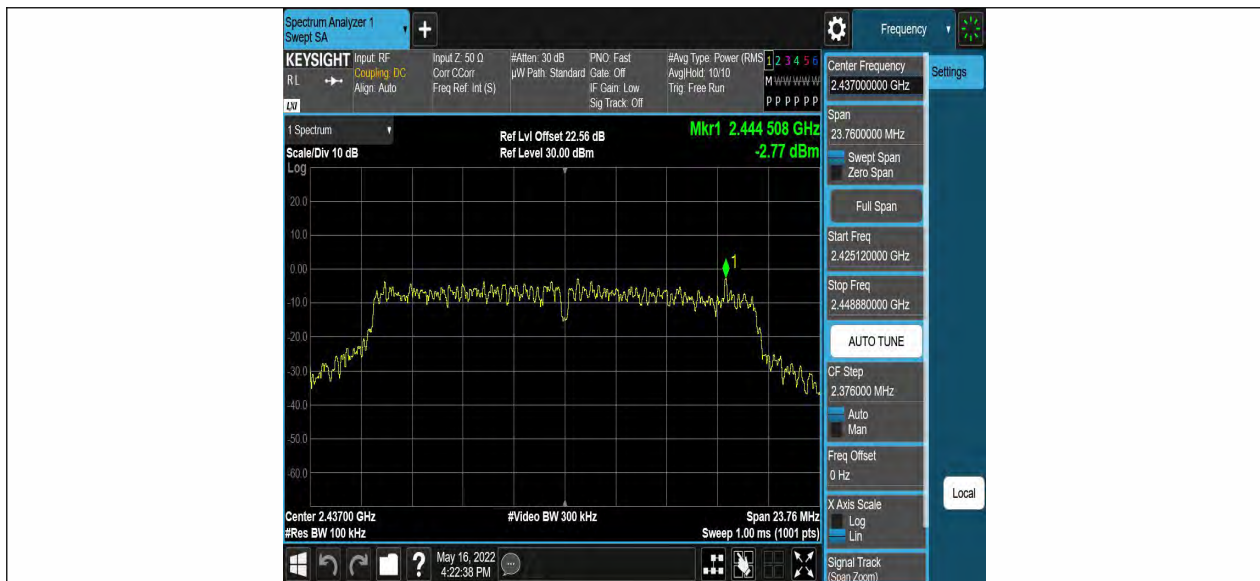 Spectrum Analyzer 1
Swept SA
+
Frequency
KEYSIGHT
Input: RF
Input Z: 50 Ω
#Atten: 30 dB
PNO: Fast
#Avg Type: Power (RMS
1 2 3 4 5 6
RL
Coupling: DC
Corr CCorr
µW Path: Standard
Gate: Off
Avg|Hold: 10/10
M W W W W W
Align: Auto
Freq Ref: Int (S)
IF Gain: Low
Trig: Free Run
LXI
Sig Track: Off
P P P P P P
1 Spectrum
Ref Lvl Offset 22.56 dB
Mkr1 2.444 508 GHz
Scale/Div 10 dB
Ref Level 30.00 dBm
-2.77 dBm
Log
20.0
10.0
0.00
-10.0
-20.0
-30.0
-40.0
-50.0
-60.0
1
Center 2.43700 GHz
#Video BW 300 kHz
Span 23.76 MHz
#Res BW 100 kHz
Sweep 1.00 ms (1001 pts)
?
May 16, 2022
4:22:38 PM
Center Frequency
2.437000000 GHz
Settings
Span
23.7600000 MHz
Swept Span
Zero Span
Full Span
Start Freq
2.425120000 GHz
Stop Freq
2.448880000 GHz
AUTO TUNE
CF Step
2.376000 MHz
Auto
Man
Freq Offset
0 Hz
Local
X Axis Scale
Log
Lin
Signal Track
(Span Zoom)